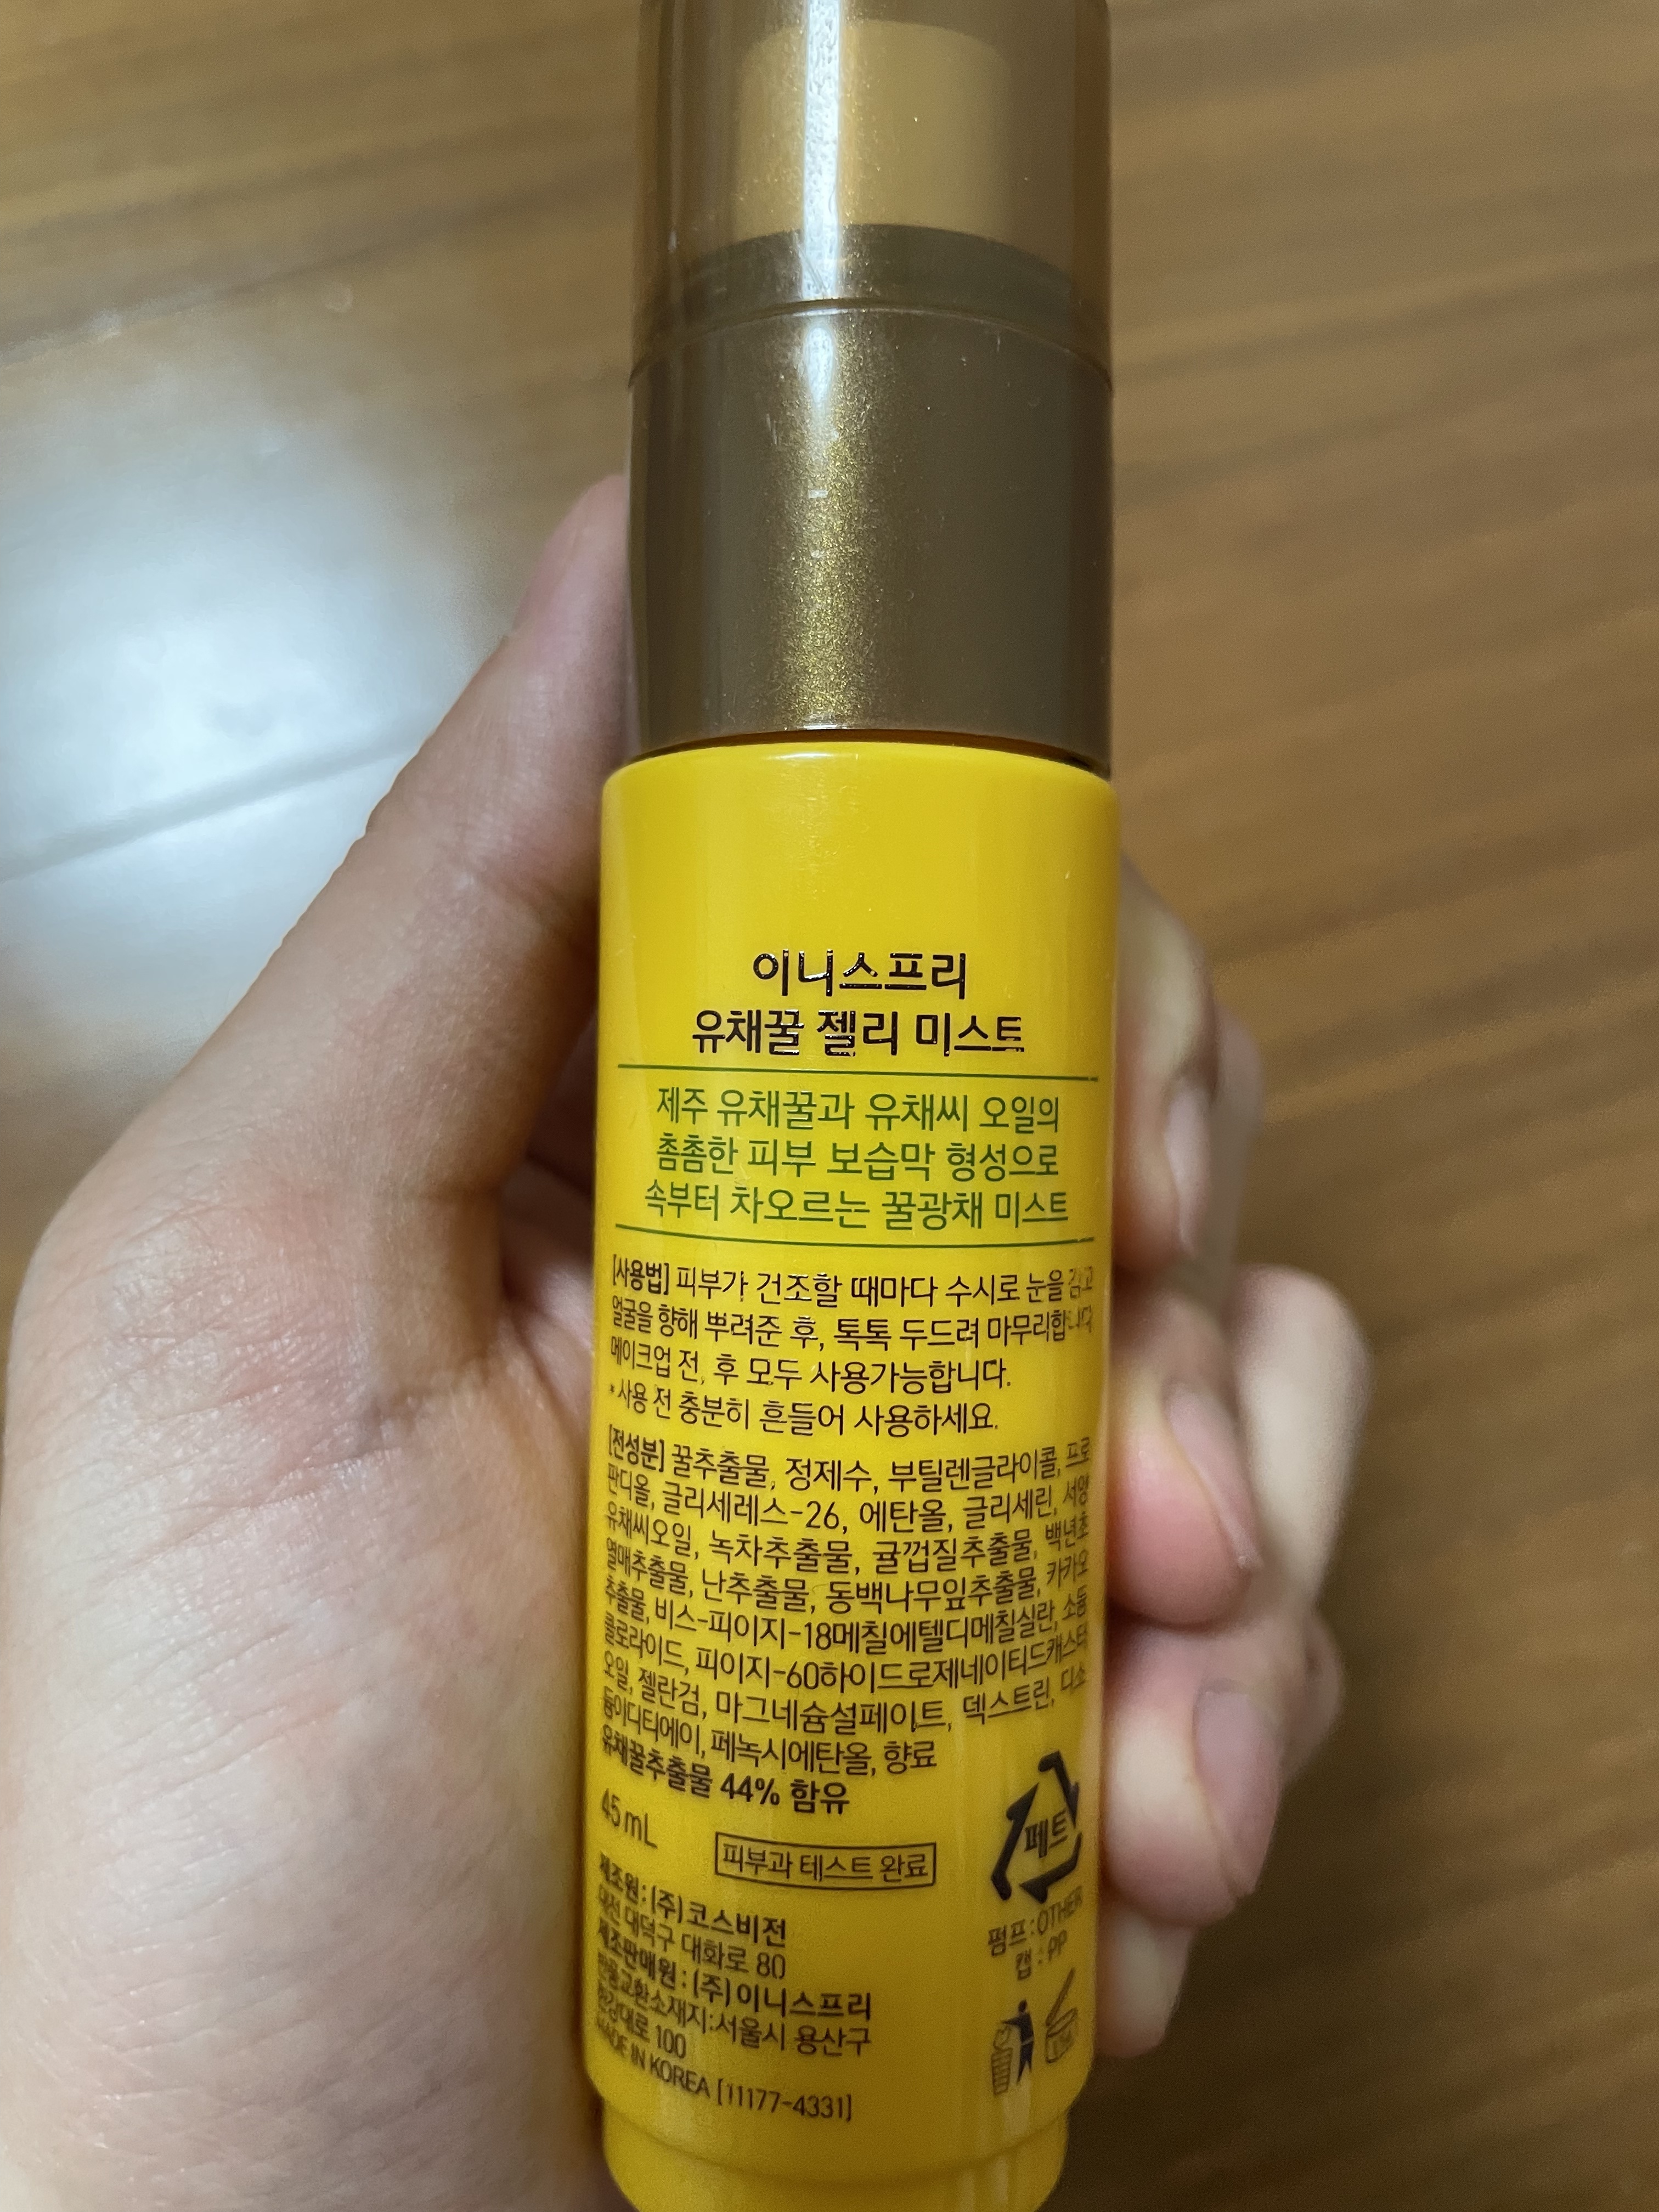 이니스프리
유채꿀 젤리 미스트
제주 유채꿀과 유채씨 오일의
촘촘한 피부 보습막 형성으로
속부터 차오르는 꿀광채 미스트
[사용법] 피부가 건조할 때마다 수시로 눈을 감고
얼굴을 향해 뿌려준 후, 톡톡 두드려 마무리합니다.
메이크업 전, 후 모두 사용가능합니다.
* 사용 전 충분히 흔들어 사용하세요.
[전성분] 꿀추출물, 정제수, 부틸렌글라이콜, 프로
판디올, 글리세레스-26, 에탄올, 글리세린, 서양
유채씨오일, 녹차추출물, 귤껍질추출물, 백년초
열매추출물, 난추출물, 동백나무잎추출물, 카카오
추출물, 비스-피이지-18메칠에텔디메칠실란, 소듐
클로라이드, 피이지-60하이드로제네이티드캐스터
오일, 젤란검, 마그네슘설페이트, 덱스트린, 디소
듐이디티에이, 페녹시에탄올, 향료
유채꿀추출물 44% 함유
45 mL
피부과 테스트 완료
페트
펌프 : OTHER
캡 : PP
제조원 : (주)코스비전
대전 대덕구 대화로 80
제조판매원 : (주)이니스프리
반품교환소재지:서울시 용산구
한강대로 100
MADE IN KOREA [11177-4331]